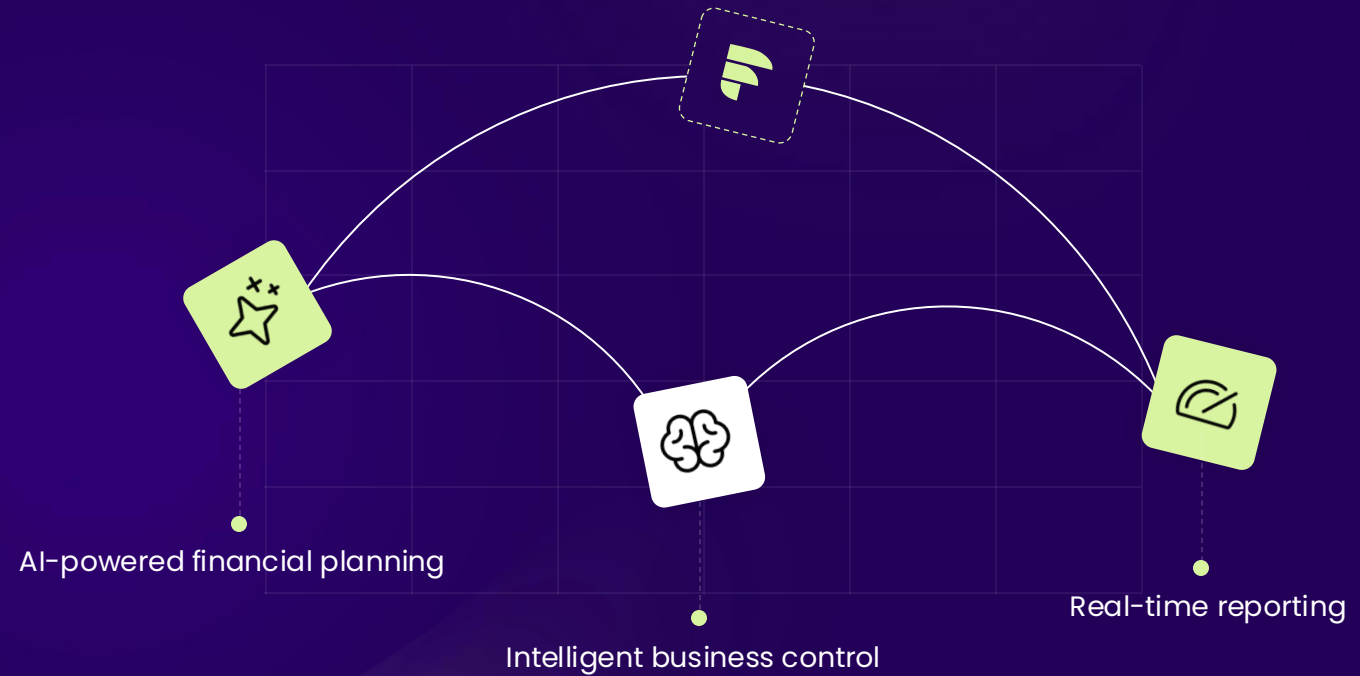 AI-powered financial planning
Intelligent business control
Real-time reporting